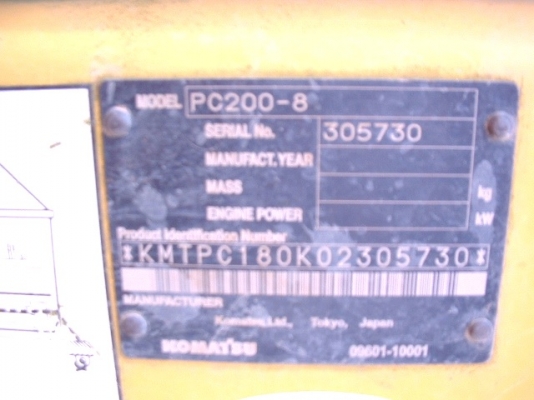 MODEL PC200-8
SERIAL No. 305730
MANUFACT.YEAR
MASS kg
ENGINE POWER kW
Product Identification Number
*KMTPC180K02305730*
MANUFACTURER
Komatsu Ltd., Tokyo, Japan
KOMATSU 09601-10001